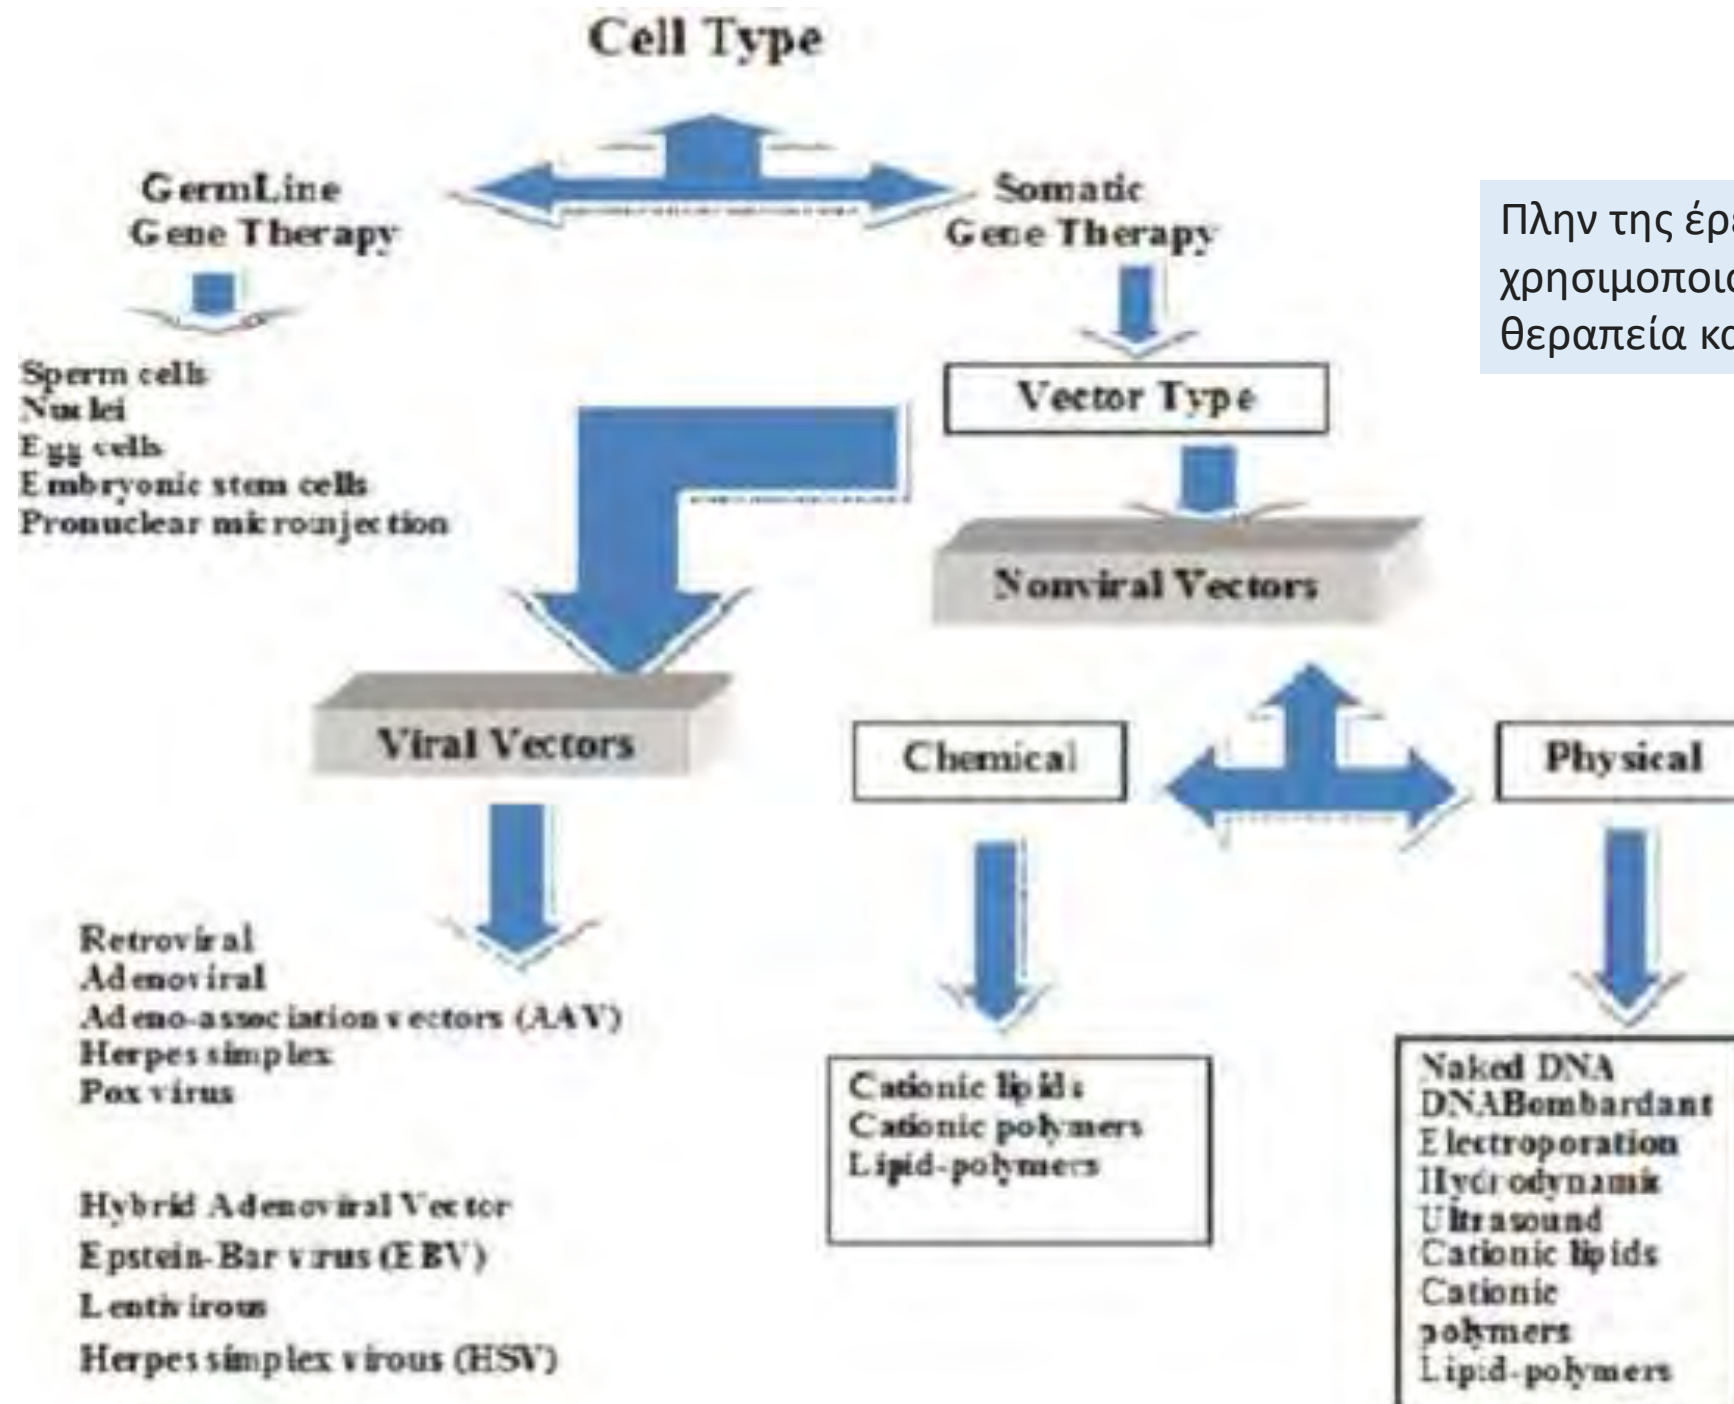 Cell Type
GermLine
Gene Therapy
Somatic
Gene Therapy
Πλην της
θεραπεία
Sperm cells
Nuclei
Egg cells
Embryonic stem cells
Pronuclear microinjection
Vector Type
Nonviral Vectors
Viral Vectors
Chemical
Physical
Retroviral
Adenoviral
Adeno-association vectors (AAV)
Herpes simplex
Pox virus
Hybrid Adenoviral Vector
Epstein-Bar virus (EBV)
Lentivirous
Herpes simplex virous (HSV)
Cationic lipids
Cationic polymers
Lipid-polymers
Naked DNA
DNABombardant
Electroporation
Hydrodynamic
Ultrasound
Cationic lipids
Cationic
polymers
Lipid-polymers